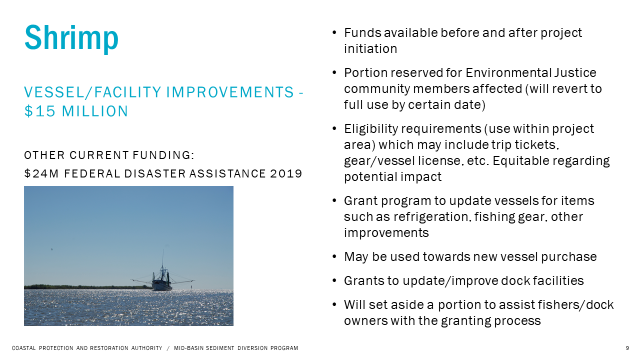 Shrimp
VESSEL/FACILITY IMPROVEMENTS -
$15 MILLION
OTHER CURRENT FUNDING:
$24M FEDERAL DISASTER ASSISTANCE 2019
• Funds available before and after project
initiation
• Portion reserved for Environmental Justice
community members affected (will revert to
full use by certain date)
• Eligibility requirements (use within project
area) which may include trip tickets,
gear/vessel license, etc. Equitable regarding
potential impact
• Grant program to update vessels for items
such as refrigeration, fishing gear, other
improvements
• May be used towards new vessel purchase
• Grants to update/improve dock facilities
• Will set aside a portion to assist fishers/dock
owners with the granting process
COASTAL PROTECTION AND RESTORATION AUTHORITY / MID-BASIN SEDIMENT DIVERSION PROGRAM
9